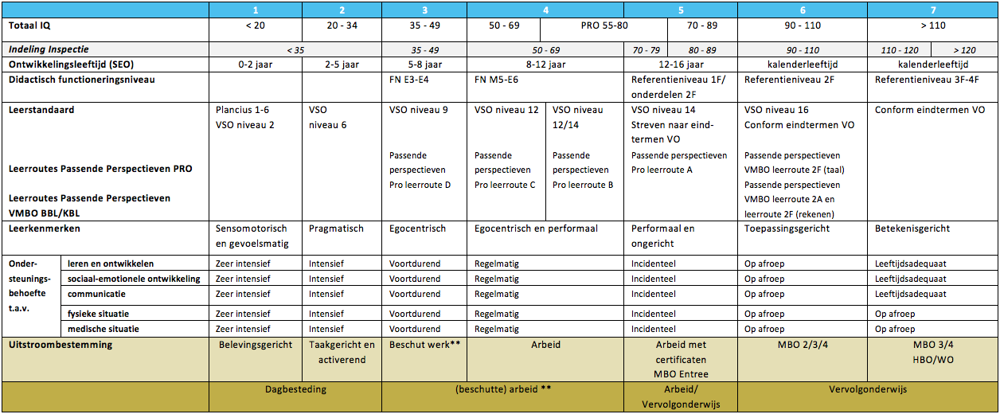 1 2 3 4 5 6 7
Totaal IQ < 20 20 - 34 35 - 49 50 - 69 PRO 55-80 70 - 89 90 - 110 > 110
Indeling Inspectie < 35 35 - 49 50 - 69 70 - 79 80 - 89 90 - 110 110 - 120 > 120
Ontwikkelingsleeftijd (SEO) 0-2 jaar 2-5 jaar 5-8 jaar 8-12 jaar 12-16 jaar kalenderleeftijd kalenderleeftijd
Didactisch functioneringsniveau FN E3-E4 FN M5-E6 Referentieniveau 1F/ Referentieniveau 2F Referentieniveau 3F-4F
onderdelen 2F
Leerstandaard Plancius 1-6 VSO VSO niveau 9 VSO niveau 12 VSO niveau VSO niveau 14 VSO niveau 16 Conform eindtermen VO
VSO niveau 2 niveau 6 12/14 Streven naar eind- Conform eindtermen VO
termen VO
Passende Passende Passende Passende perspectieven Passende perspectieven
Leerroutes Passende Perspectieven PRO perspectieven perspectieven perspectieven Pro leerroute A VMBO leerroute 2F (taal)
Pro leerroute D Pro leerroute C Pro leerroute B Passende perspectieven
Leerroutes Passende Perspectieven VMBO leerroute 2A en
VMBO BBL/KBL leerroute 2F (rekenen)
Leerkenmerken Sensomotorisch Pragmatisch Egocentrisch Egocentrisch en performaal Performaal en Toepassingsgericht Betekenisgericht
en gevoelsmatig ongericht
Onder- leren en ontwikkelen Zeer intensief Intensief Voortdurend Regelmatig Incidenteel Op afroep Leeftijdsadequaat
steunings- sociaal-emotionele ontwikkeling Zeer intensief Intensief Voortdurend Regelmatig Incidenteel Op afroep Leeftijdsadequaat
behoefte communicatie Zeer intensief Intensief Voortdurend Regelmatig Incidenteel Op afroep Leeftijdsadequaat
t.a.v. fysieke situatie Zeer intensief Intensief Voortdurend Regelmatig Incidenteel Op afroep Op afroep
medische situatie Zeer intensief Intensief Voortdurend Regelmatig Incidenteel Op afroep Op afroep
Uitstroombestemming Belevingsgericht Taakgericht en Beschut werk** Arbeid Arbeid met MBO 2/3/4 MBO 3/4
activerend certificaten HBO/WO
MBO Entree
Dagbesteding (beschutte) arbeid ** Arbeid/ Vervolgonderwijs
Vervolgonderwijs